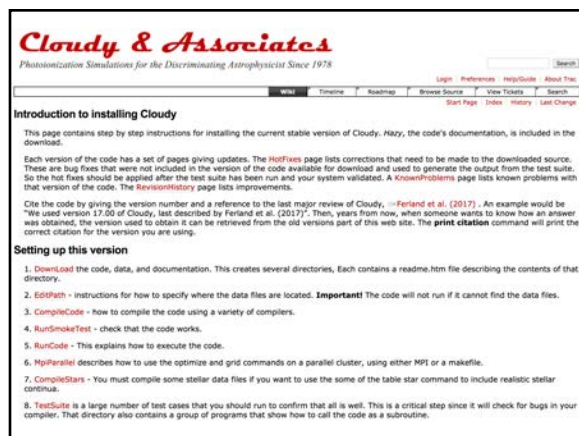 Cloudy & Associates
Photoionization Simulations for the Discriminating Astrophysicist Since 1978
Search
Login Preferences Help/Guide About Trac
Wiki Timeline Roadmap Browse Source View Tickets Search
Start Page Index History Last Change
Introduction to installing Cloudy
This page contains step by step instructions for installing the current stable version of Cloudy. Hazy, the code's documentation, is included in the
download.
Each version of the code has a set of pages giving updates. The HotFixes page lists corrections that need to be made to the downloaded source.
These are bug fixes that were not included in the version of the code available for download and used to generate the output from the test suite.
So the hot fixes should be applied after the test suite has been run and your system validated. A KnownProblems page lists known problems with
that version of the code. The RevisionHistory page lists improvements.
Cite the code by giving the version number and a reference to the last major review of Cloudy, Ferland et al. (2017) . An example would be
"We used version 17.00 of Cloudy, last described by Ferland et al. (2017)". Then, years from now, when someone wants to know how an answer
was obtained, the version used to obtain it can be retrieved from the old versions part of this web site. The print citation command will print the
correct citation for the version you are using.
Setting up this version
1. DownLoad the code, data, and documentation. This creates several directories, Each contains a readme.htm file describing the contents of that
directory.
2. EditPath - instructions for how to specify where the data files are located. Important! The code will not run if it cannot find the data files.
3. CompileCode - how to compile the code using a variety of compilers.
4. RunSmokeTest - check that the code works.
5. RunCode - This explains how to execute the code.
6. MpiParallel describes how to use the optimize and grid commands on a parallel cluster, using either MPI or a makefile.
7. CompileStars - You must compile some stellar data files if you want to use the some of the table star command to include realistic stellar
continua.
8. TestSuite is a large number of test cases that you should run to confirm that all is well. This is a critical step since it will check for bugs in your
compiler. That directory also contains a group of programs that show how to call the code as a subroutine.